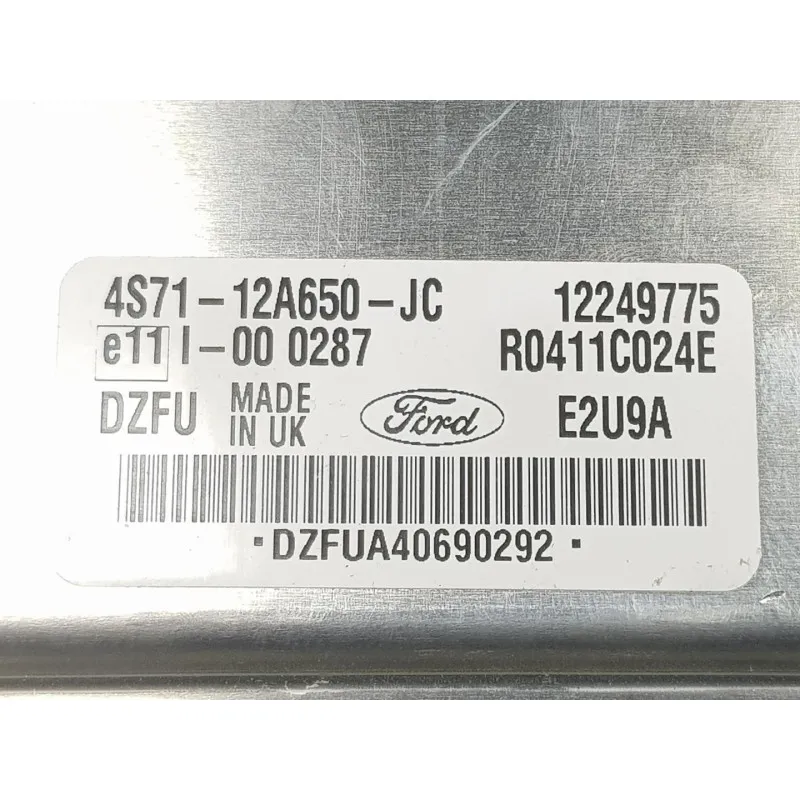 4S71-12A650-JC 12249775
e11 I-00 0287 R0411C024E
DZFU MADE IN UK Ford E2U9A
·DZFUA40690292·